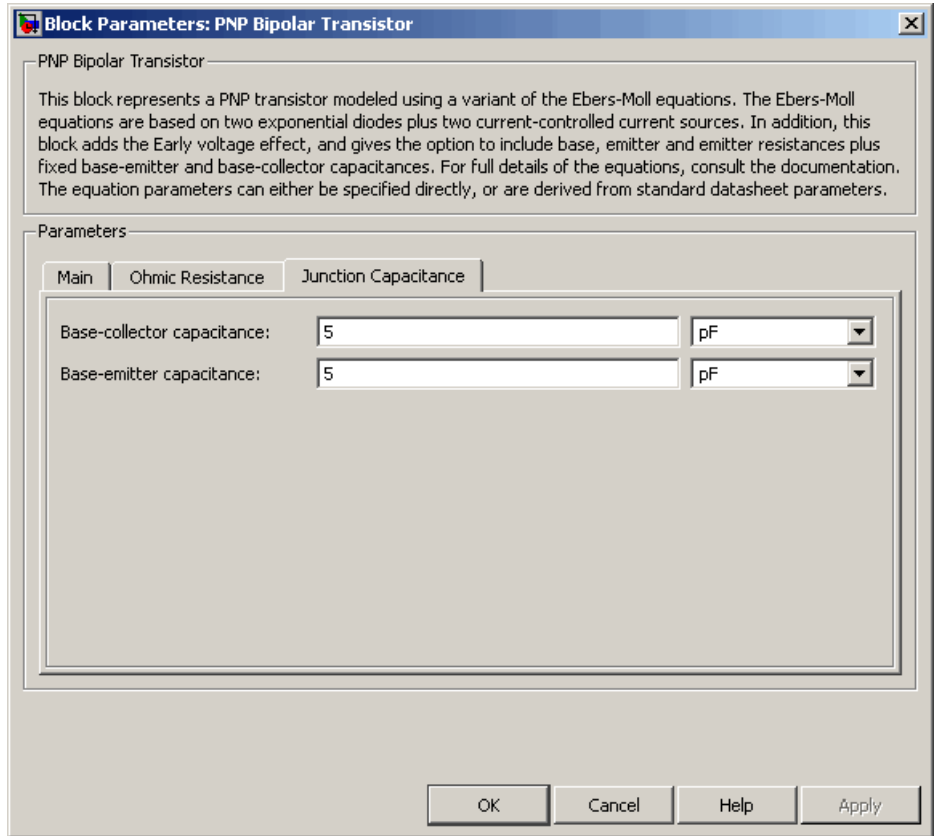 Block Parameters: PNP Bipolar Transistor
PNP Bipolar Transistor
This block represents a PNP transistor modeled using a variant of the Ebers-Moll equations. The Ebers-Moll
equations are based on two exponential diodes plus two current-controlled current sources. In addition, this
block adds the Early voltage effect, and gives the option to include base, emitter and emitter resistances plus
fixed base-emitter and base-collector capacitances. For full details of the equations, consult the documentation.
The equation parameters can either be specified directly, or are derived from standard datasheet parameters.
Parameters
Main Ohmic Resistance Junction Capacitance
Base-collector capacitance: 5 pF
Base-emitter capacitance: 5 pF
OK Cancel Help Apply